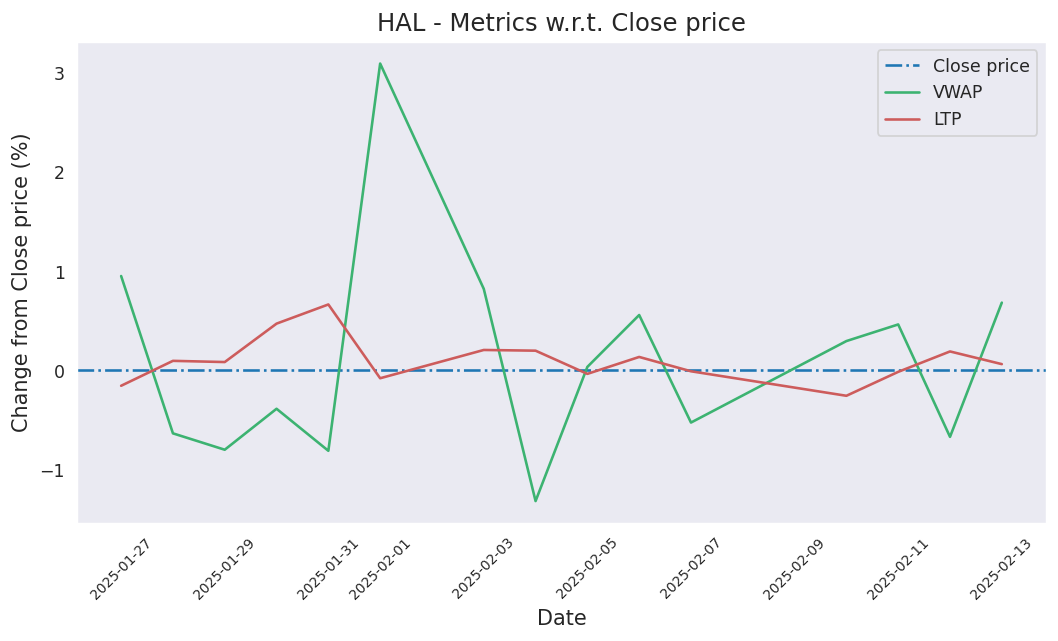 HAL - Metrics w.r.t. Close price
Close price
VWAP
LTP
Change from Close price (%)
3
2
1
0
−1
2025-01-27
2025-01-29
2025-01-31
2025-02-01
2025-02-03
2025-02-05
2025-02-07
2025-02-09
2025-02-11
2025-02-13
Date